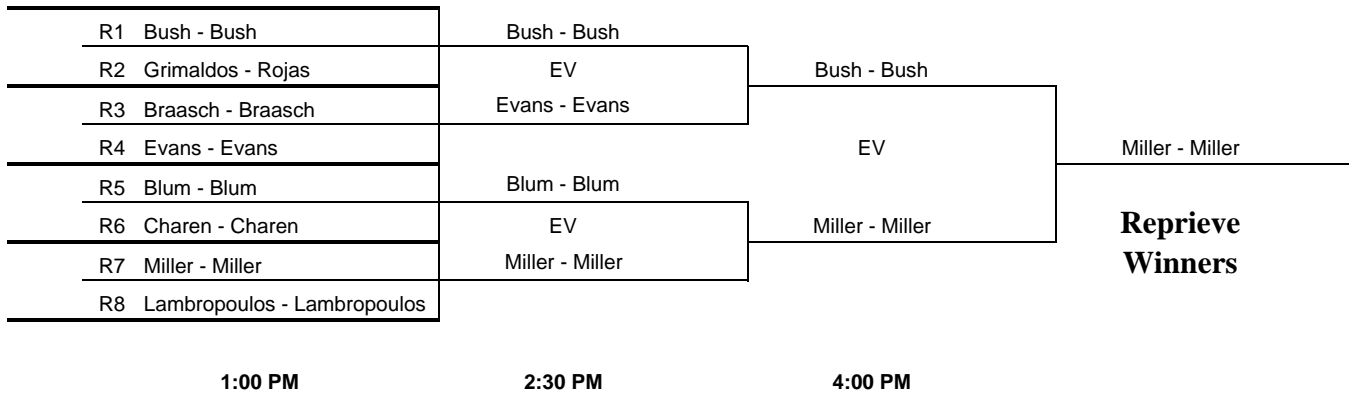 R1 Bush - Bush
R2 Grimaldos - Rojas
R3 Braasch - Braasch
R4 Evans - Evans
R5 Blum - Blum
R6 Charen - Charen
R7 Miller - Miller
R8 Lambropoulos - Lambropoulos
1:00 PM
Bush - Bush
EV
Evans - Evans
Blum - Blum
EV
Miller - Miller
2:30 PM
Bush - Bush
EV
Miller - Miller
4:00 PM
Miller - Miller
Reprieve
Winners